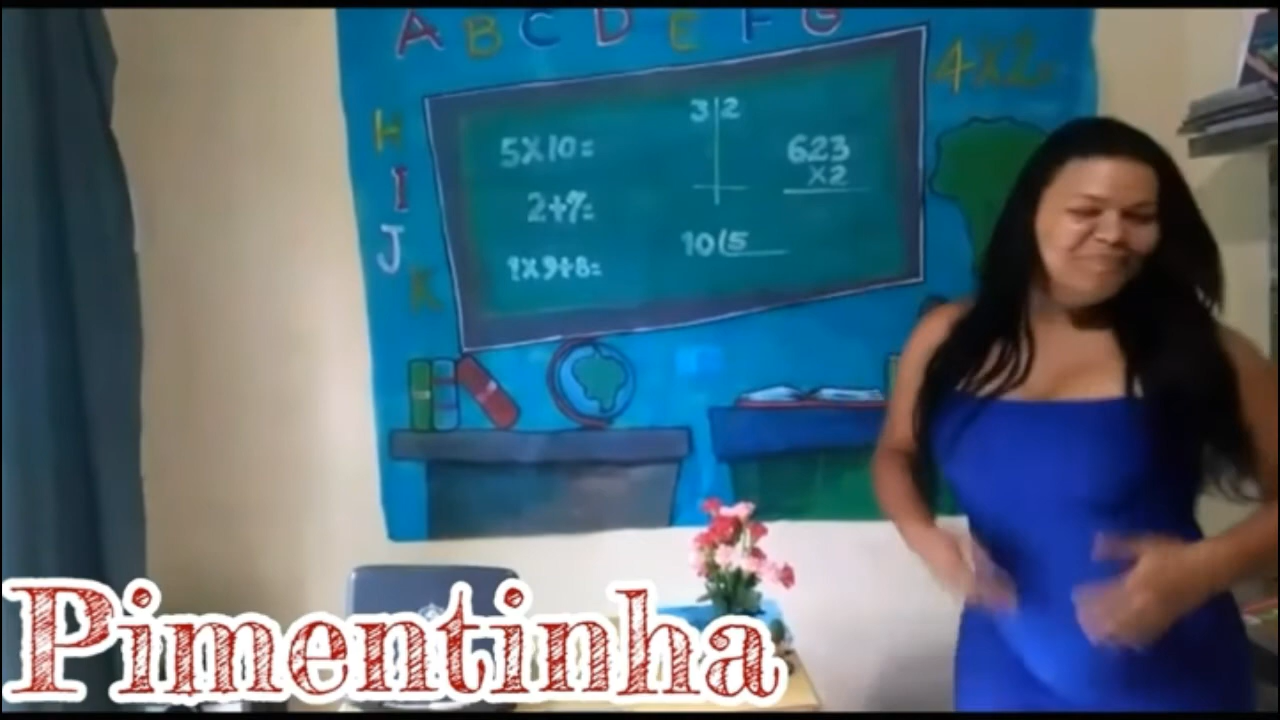 A B C D E F G
4X2=
H
I
J
K
5X10=
2+7=
1X9+8=
3|2
623
X2
10(5
Pimentinha